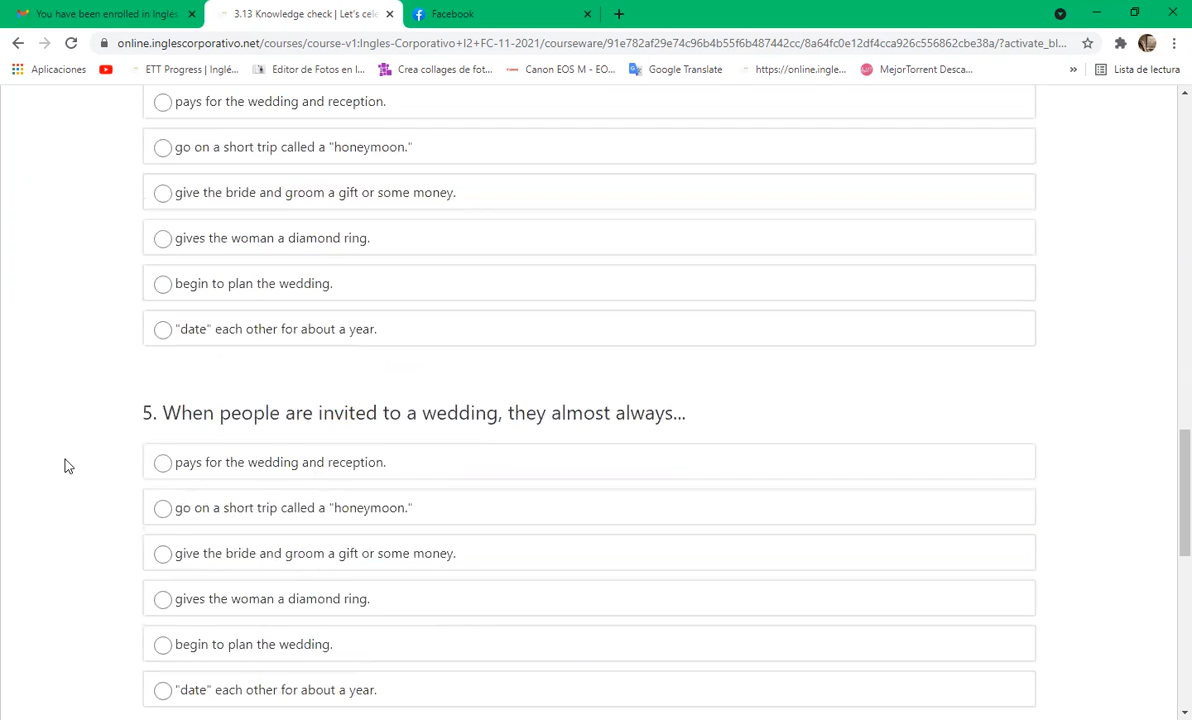 You have been enrolled in Inglés
3.13 Knowledge check | Let's cele
Facebook
online.inglescorporativo.net/courses/course-v1:Ingles-Corporativo+I2+FC-11-2021/courseware/91e782af29e74c96b4b55f6b487442cc/8a64fc0e12df4cca926c556862cbe38a/?activate_bl...
Aplicaciones
ETT Progress | Inglé...
Editor de Fotos en l...
Crea collages de fot...
Canon EOS M - EO...
Google Translate
https://online.ingle...
MejorTorrent Desca...
»
Lista de lectura
pays for the wedding and reception.
go on a short trip called a "honeymoon."
give the bride and groom a gift or some money.
gives the woman a diamond ring.
begin to plan the wedding.
"date" each other for about a year.
5. When people are invited to a wedding, they almost always...
pays for the wedding and reception.
go on a short trip called a "honeymoon."
give the bride and groom a gift or some money.
gives the woman a diamond ring.
begin to plan the wedding.
"date" each other for about a year.